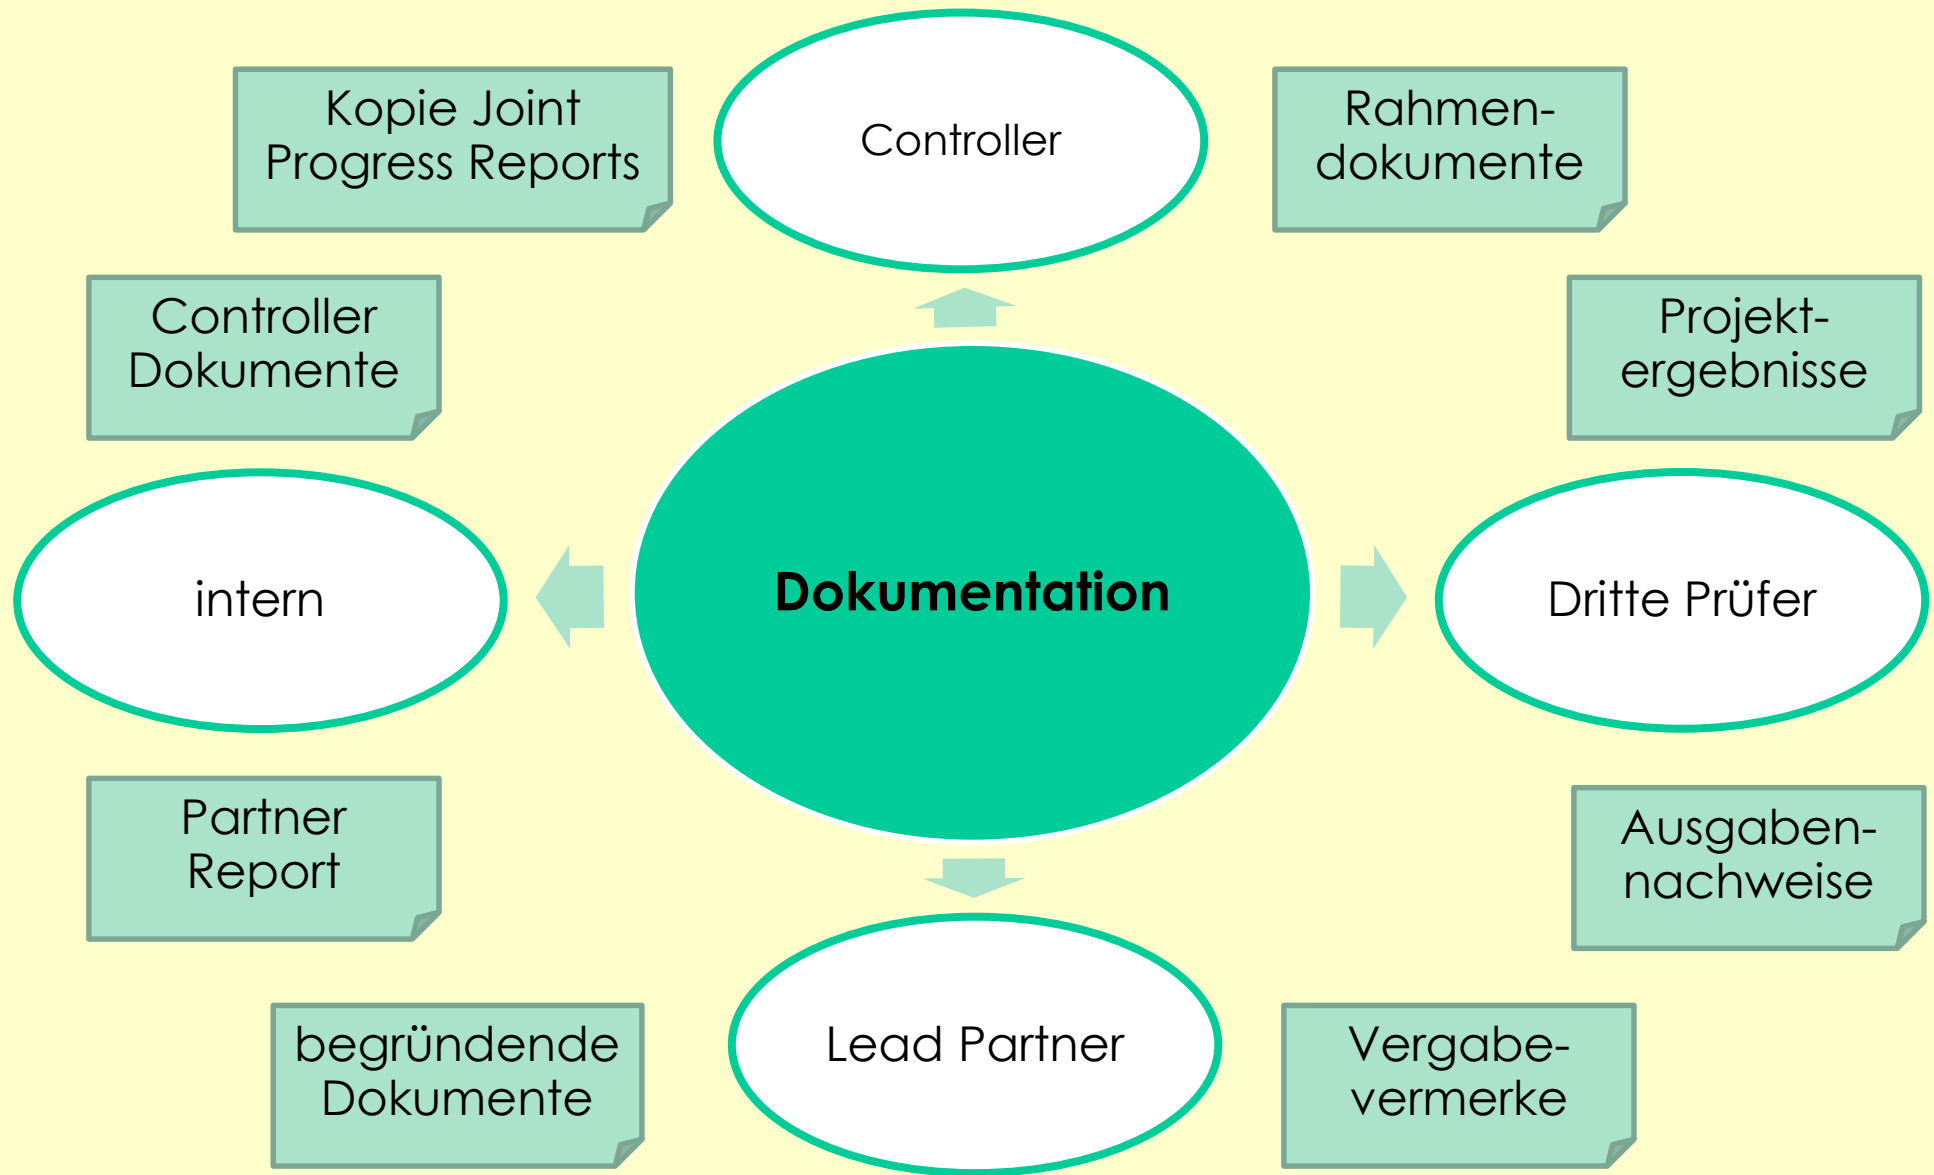 Kopie Joint
Progress Reports
Controller
Rahmen-
dokumente
Controller
Dokumente
Projekt-
ergebnisse
intern
Dokumentation
Dritte Prüfer
Partner
Report
Ausgaben-
nachweise
begründende
Dokumente
Lead Partner
Vergabe-
vermerke